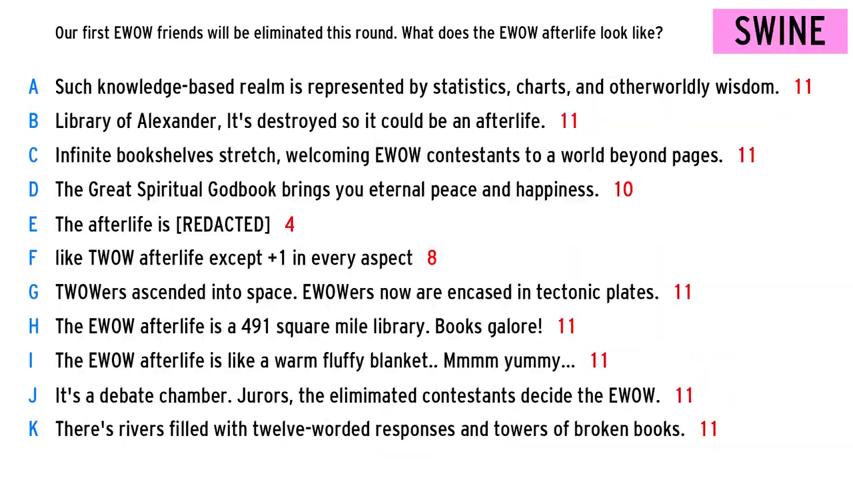 Our first EWOW friends will be eliminated this round. What does the EWOW afterlife look like?
SWINE
A Such knowledge-based realm is represented by statistics, charts, and otherworldly wisdom. 11
B Library of Alexander, It's destroyed so it could be an afterlife. 11
C Infinite bookshelves stretch, welcoming EWOW contestants to a world beyond pages. 11
D The Great Spiritual Godbook brings you eternal peace and happiness. 10
E The afterlife is [REDACTED] 4
F like TWOW afterlife except +1 in every aspect 8
G TWOWers ascended into space. EWOWers now are encased in tectonic plates. 11
H The EWOW afterlife is a 491 square mile library. Books galore! 11
I The EWOW afterlife is like a warm fluffy blanket.. Mmmm yummy... 11
J It's a debate chamber. Jurors, the elimimated contestants decide the EWOW. 11
K There's rivers filled with twelve-worded responses and towers of broken books. 11